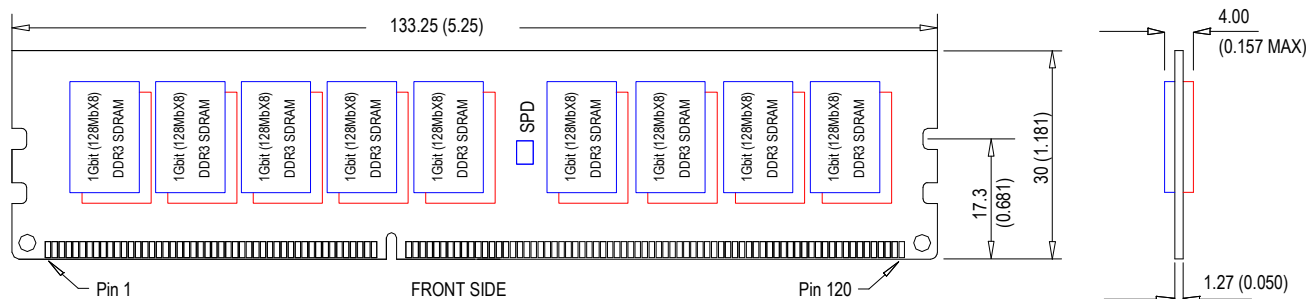 133.25 (5.25)
4.00
(0.157 MAX)
1Gbit (128MbX8)
DDR3 SDRAM
1Gbit (128MbX8)
DDR3 SDRAM
1Gbit (128MbX8)
DDR3 SDRAM
1Gbit (128MbX8)
DDR3 SDRAM
1Gbit (128MbX8)
DDR3 SDRAM
SPD
1Gbit (128MbX8)
DDR3 SDRAM
1Gbit (128MbX8)
DDR3 SDRAM
1Gbit (128MbX8)
DDR3 SDRAM
1Gbit (128MbX8)
DDR3 SDRAM
17.3
(0.681)
30 (1.181)
Pin 1
FRONT SIDE
Pin 120
1.27 (0.050)